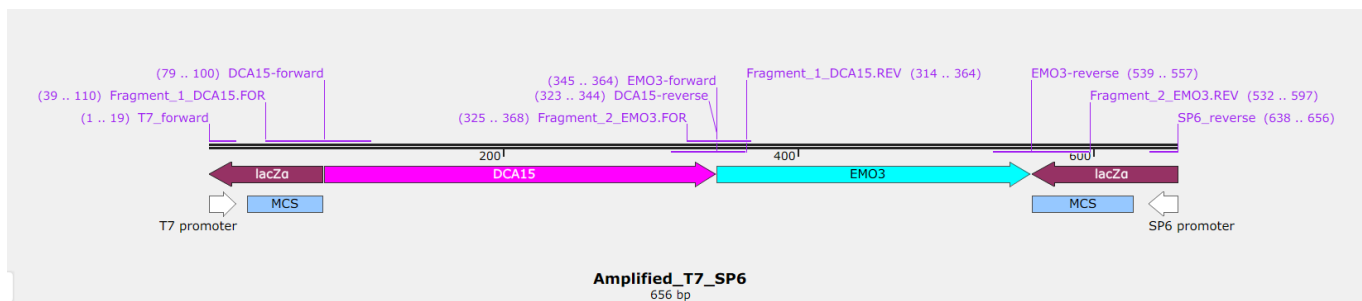 (79 .. 100) DCA15-forward
(345 .. 364) EMO3-forward
Fragment_1_DCA15.REV (314 .. 364)
EMO3-reverse (539 .. 557)
(39 .. 110) Fragment_1_DCA15.FOR
(323 .. 344) DCA15-reverse
Fragment_2_EMO3.REV (532 .. 597)
(1 .. 19) T7_forward
(325 .. 368) Fragment_2_EMO3.FOR
SP6_reverse (638 .. 656)
200
400
600
lacZα
DCA15
EMO3
lacZα
MCS
MCS
T7 promoter
SP6 promoter
Amplified_T7_SP6
656 bp